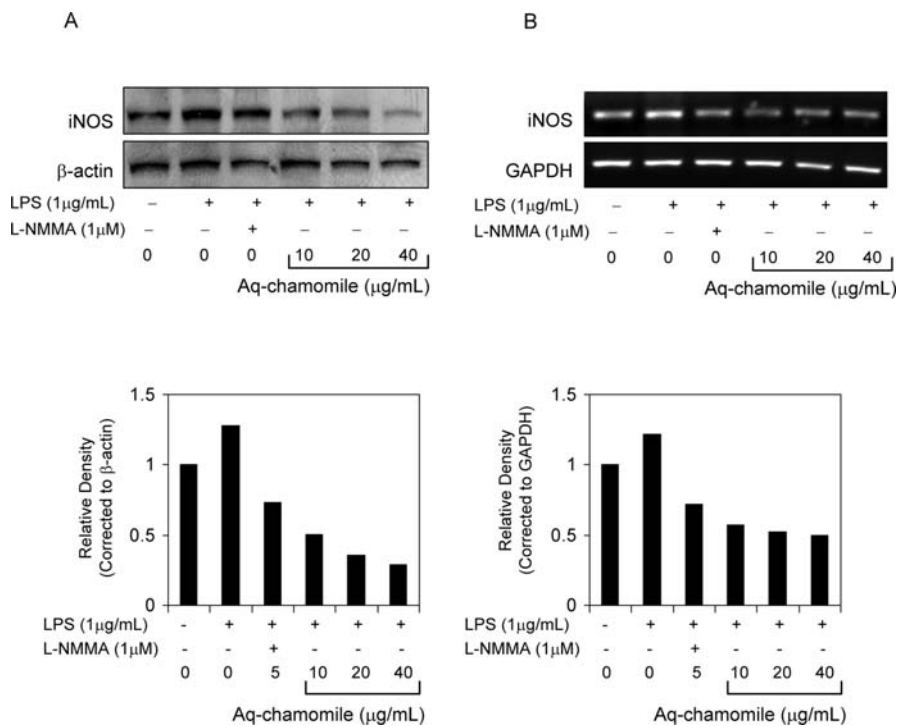 A
iNOS
β-actin
LPS (1μg/mL) – + + + + +
L-NMMA (1μM) – – + – – –
0 0 0 10 20 40
Aq-chamomile (μg/mL)
B
iNOS
GAPDH
LPS (1μg/mL) – + + + + +
L-NMMA (1μM) – – + – – –
0 0 0 10 20 40
Aq-chamomile (μg/mL)
Relative Density
(Corrected to β-actin)
1.5
1
0.5
0
LPS (1μg/mL) - + + + + +
L-NMMA (1μM) - - + - - -
0 0 5 10 20 40
Aq-chamomile (μg/mL)
Relative Density
(Corrected to GAPDH)
1.5
1
0.5
0
LPS (1μg/mL) - + + + + +
L-NMMA (1μM) - - + - - -
0 0 5 10 20 40
Aq-chamomile (μg/mL)